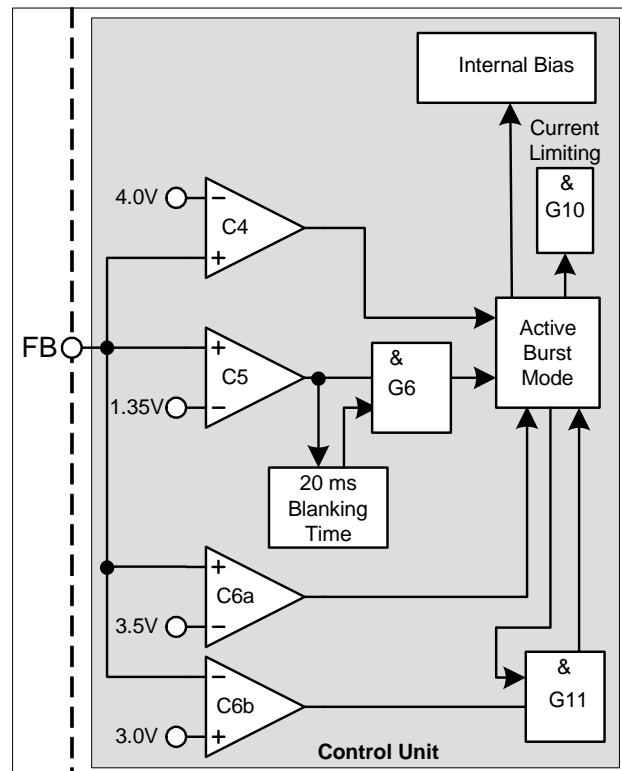 Internal Bias
Current
Limiting
&
G10
4.0V
−
C4
+
FB
+
C5
−
1.35V
&
G6
Active
Burst
Mode
20 ms
Blanking
Time
+
C6a
−
3.5V
−
C6b
+
3.0V
&
G11
Control Unit